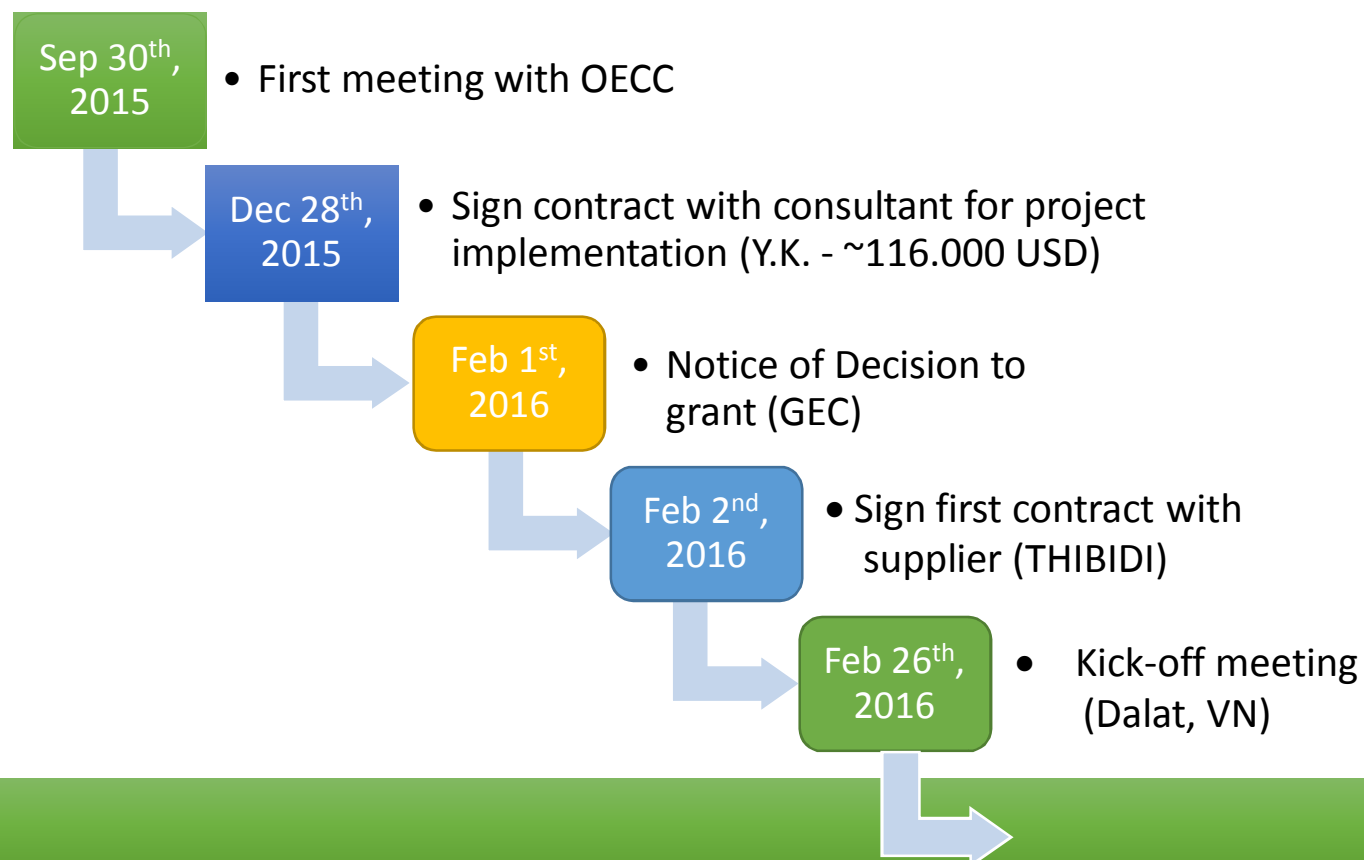 Sep 30th,
2015
• First meeting with OECC
Dec 28th,
2015
• Sign contract with consultant for project
implementation (Y.K. - ~116.000 USD)
Feb 1st,
2016
• Notice of Decision to
grant (GEC)
Feb 2nd,
2016
• Sign first contract with
supplier (THIBIDI)
Feb 26th,
2016
• Kick-off meeting
(Dalat, VN)